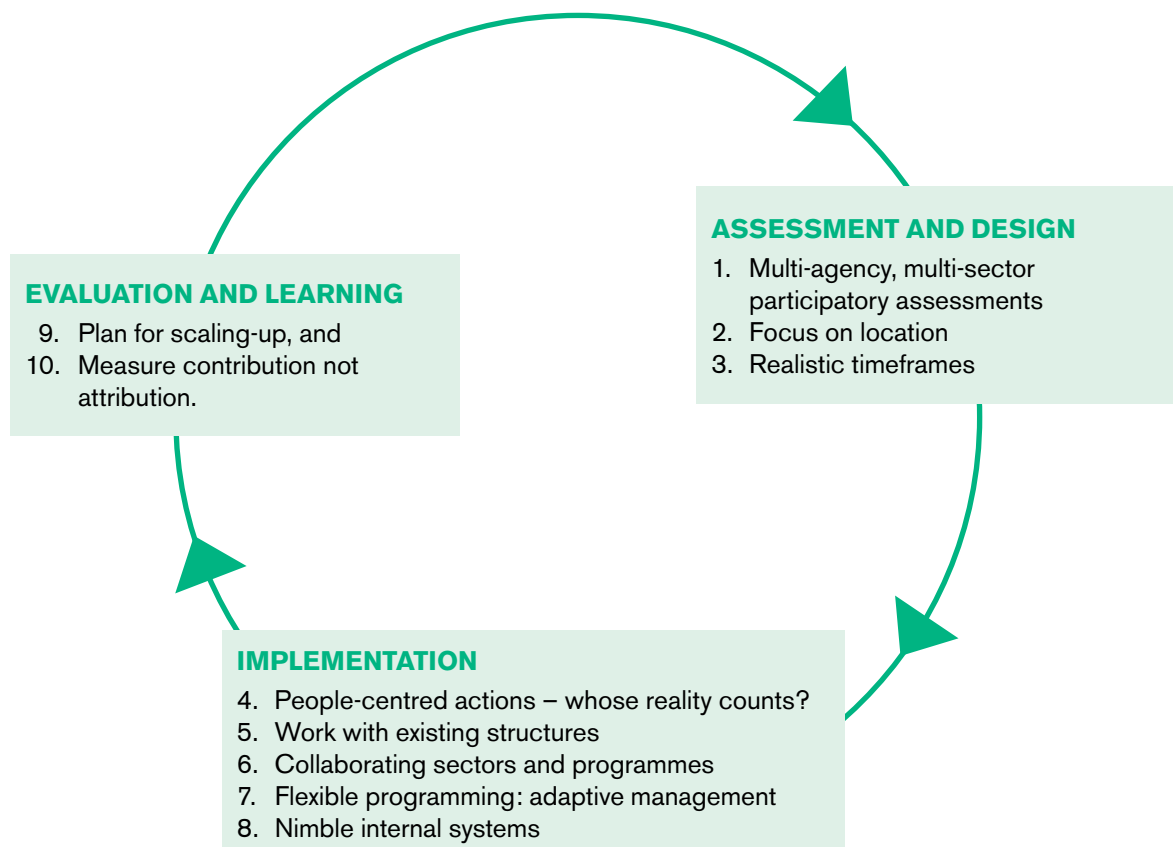 ASSESSMENT AND DESIGN
1. Multi-agency, multi-sector
participatory assessments
2. Focus on location
3. Realistic timeframes
IMPLEMENTATION
4. People-centred actions – whose reality counts?
5. Work with existing structures
6. Collaborating sectors and programmes
7. Flexible programming: adaptive management
8. Nimble internal systems
EVALUATION AND LEARNING
9. Plan for scaling-up, and
10. Measure contribution not
attribution.